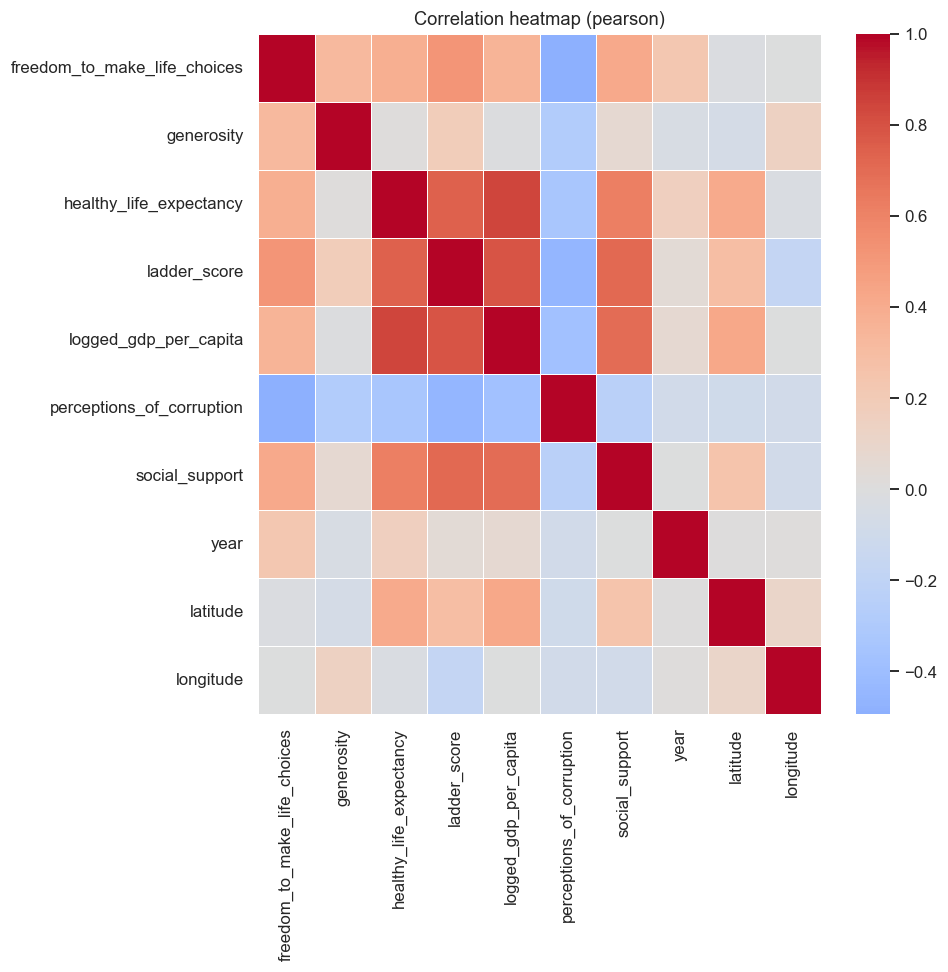 Correlation heatmap (pearson)
freedom_to_make_life_choices
generosity
healthy_life_expectancy
ladder_score
logged_gdp_per_capita
perceptions_of_corruption
social_support
year
latitude
longitude
freedom_to_make_life_choices
generosity
healthy_life_expectancy
ladder_score
logged_gdp_per_capita
perceptions_of_corruption
social_support
year
latitude
longitude
1.0
0.8
0.6
0.4
0.2
0.0
−0.2
−0.4